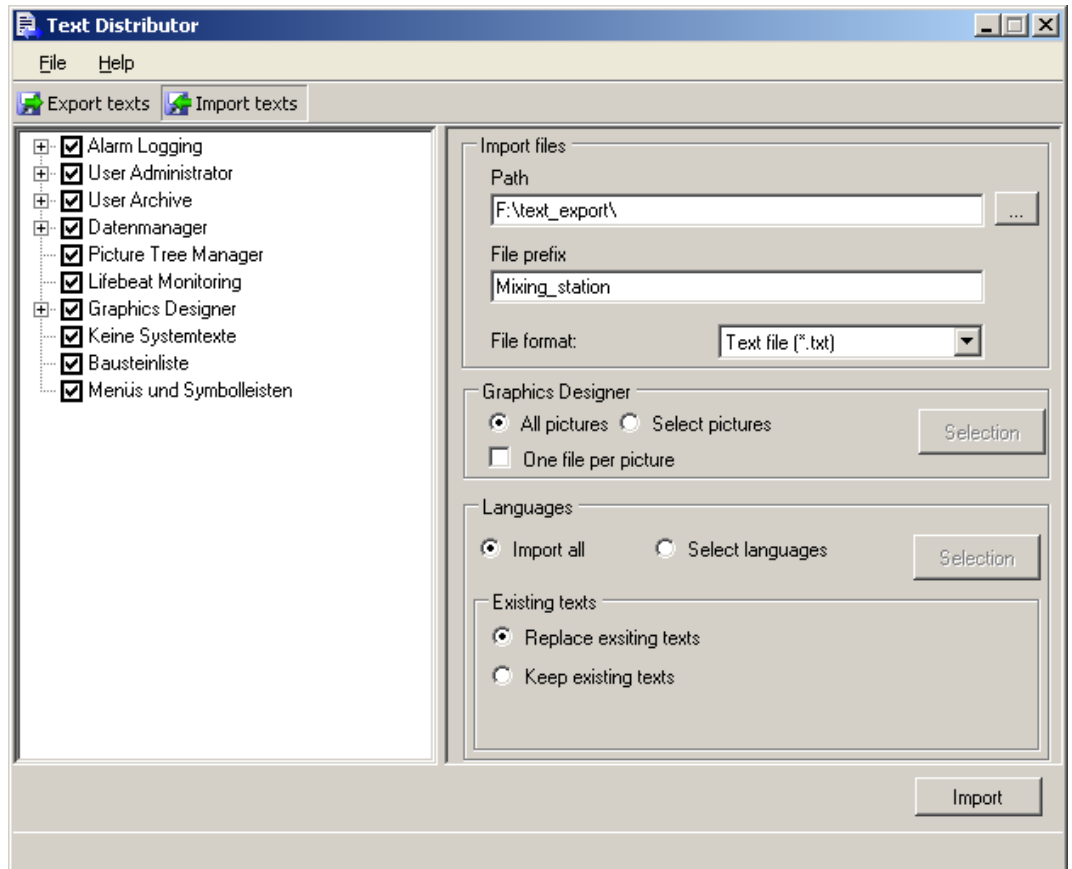 Text Distributor
File Help
Export texts Import texts
Alarm Logging
User Administrator
User Archive
Datenmanager
Picture Tree Manager
Lifebeat Monitoring
Graphics Designer
Keine Systemtexte
Bausteinliste
Menüs und Symbolleisten
Import files
Path
F:\text_export\
...
File prefix
Mixing_station
File format: Text file (*.txt)
Graphics Designer
All pictures Select pictures
Selection
One file per picture
Languages
Import all Select languages
Selection
Existing texts
Replace exsiting texts
Keep existing texts
Import